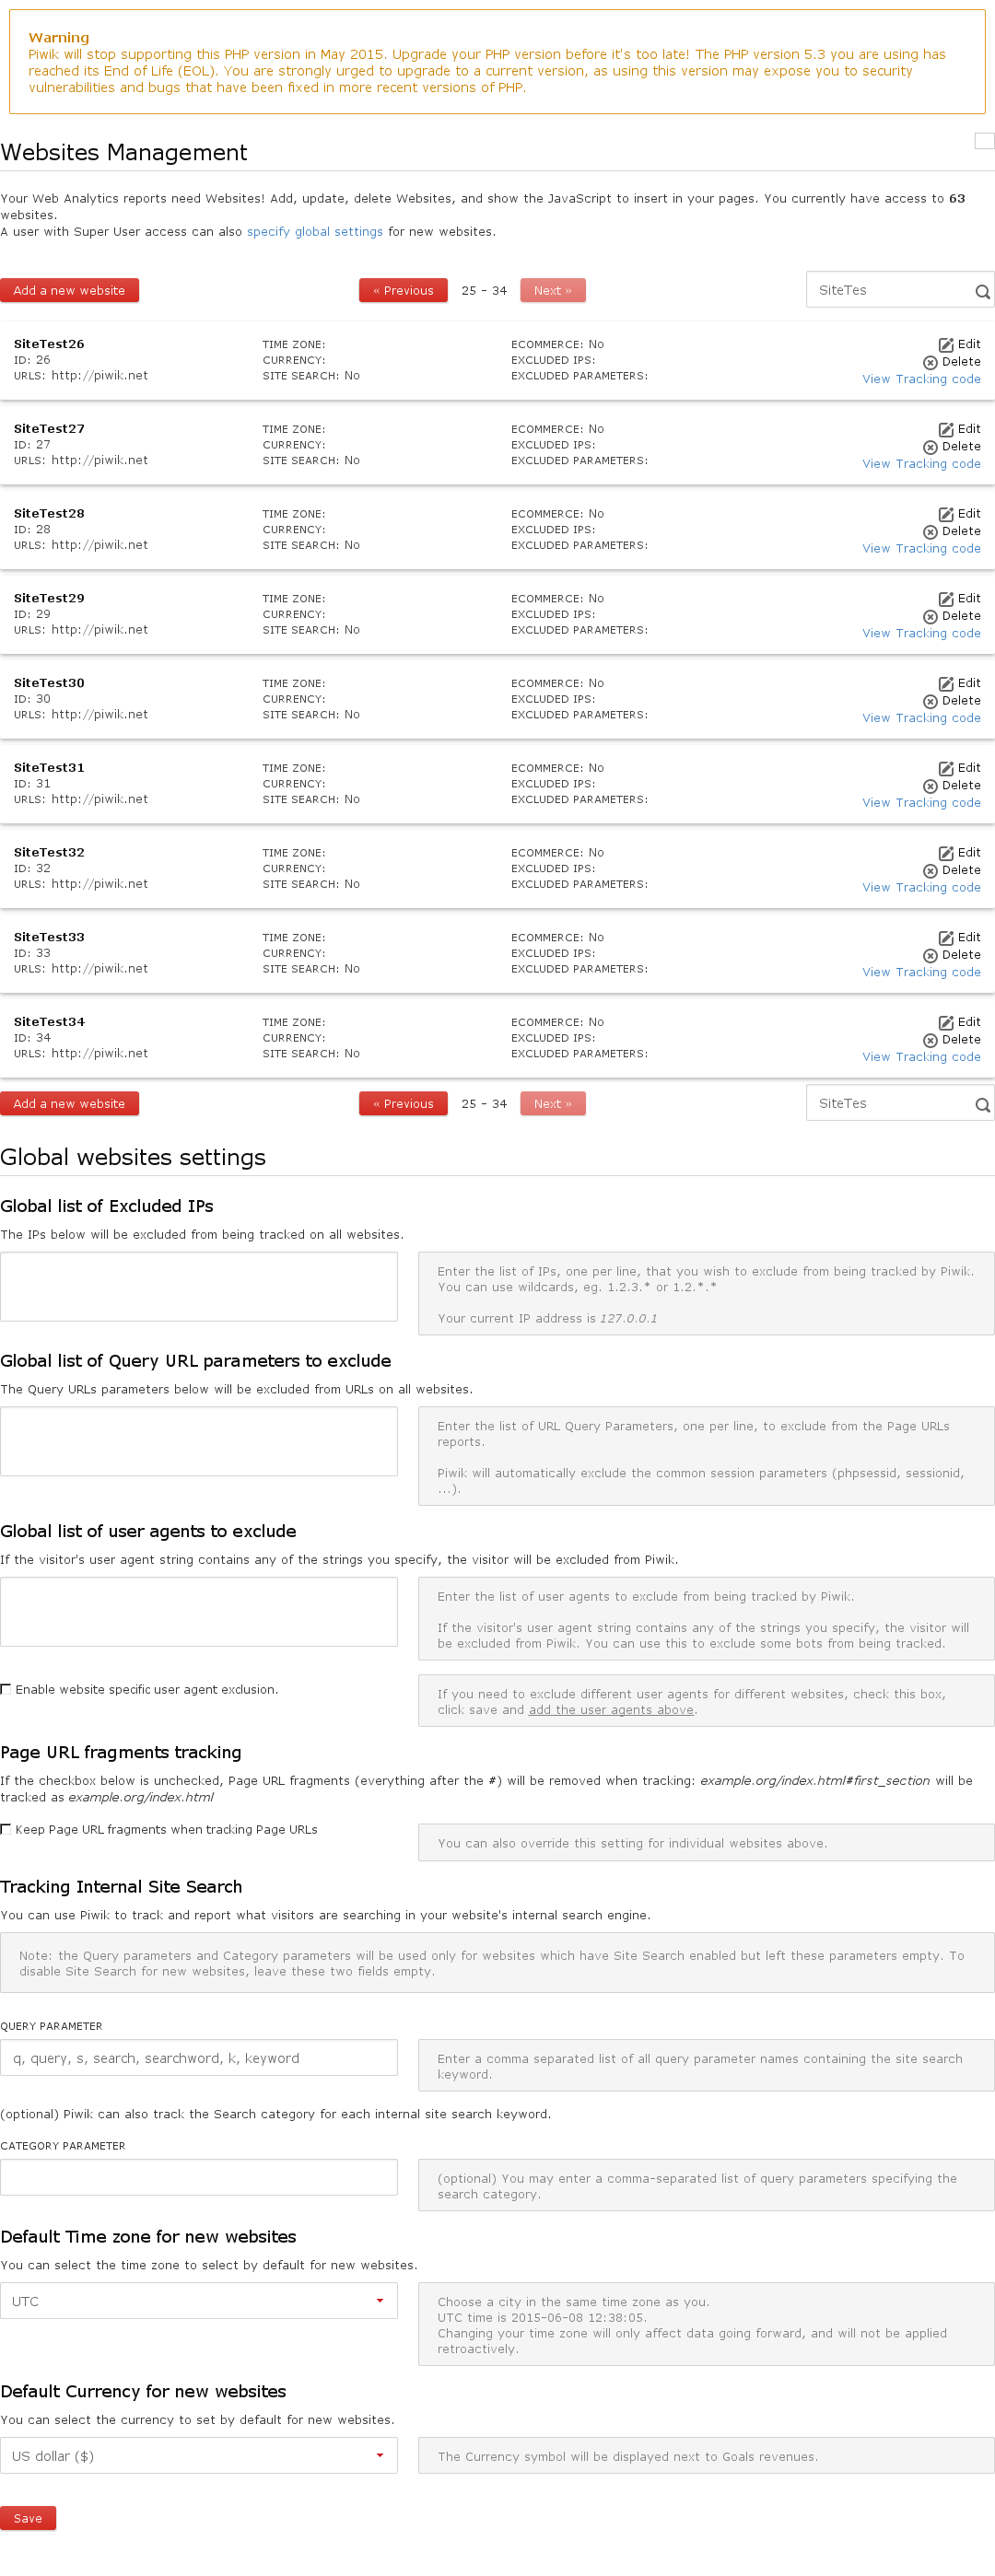 Warning
Piwik will stop supporting this PHP version in May 2015. Upgrade your PHP version before it's too late! The PHP version 5.3 you are using has
reached its End of Life (EOL). You are strongly urged to upgrade to a current version, as using this version may expose you to security
vulnerabilities and bugs that have been fixed in more recent versions of PHP.
Websites Management
Your Web Analytics reports need Websites! Add, update, delete Websites, and show the JavaScript to insert in your pages. You currently have access to 63
websites.
A user with Super User access can also specify global settings for new websites.
Add a new website « Previous 25 - 34 Next » SiteTes
SiteTest26 TIME ZONE: ECOMMERCE: No Edit
ID: 26 CURRENCY: EXCLUDED IPS: Delete
URLS: http://piwik.net SITE SEARCH: No EXCLUDED PARAMETERS: View Tracking code
SiteTest27 TIME ZONE: ECOMMERCE: No Edit
ID: 27 CURRENCY: EXCLUDED IPS: Delete
URLS: http://piwik.net SITE SEARCH: No EXCLUDED PARAMETERS: View Tracking code
SiteTest28 TIME ZONE: ECOMMERCE: No Edit
ID: 28 CURRENCY: EXCLUDED IPS: Delete
URLS: http://piwik.net SITE SEARCH: No EXCLUDED PARAMETERS: View Tracking code
SiteTest29 TIME ZONE: ECOMMERCE: No Edit
ID: 29 CURRENCY: EXCLUDED IPS: Delete
URLS: http://piwik.net SITE SEARCH: No EXCLUDED PARAMETERS: View Tracking code
SiteTest30 TIME ZONE: ECOMMERCE: No Edit
ID: 30 CURRENCY: EXCLUDED IPS: Delete
URLS: http://piwik.net SITE SEARCH: No EXCLUDED PARAMETERS: View Tracking code
SiteTest31 TIME ZONE: ECOMMERCE: No Edit
ID: 31 CURRENCY: EXCLUDED IPS: Delete
URLS: http://piwik.net SITE SEARCH: No EXCLUDED PARAMETERS: View Tracking code
SiteTest32 TIME ZONE: ECOMMERCE: No Edit
ID: 32 CURRENCY: EXCLUDED IPS: Delete
URLS: http://piwik.net SITE SEARCH: No EXCLUDED PARAMETERS: View Tracking code
SiteTest33 TIME ZONE: ECOMMERCE: No Edit
ID: 33 CURRENCY: EXCLUDED IPS: Delete
URLS: http://piwik.net SITE SEARCH: No EXCLUDED PARAMETERS: View Tracking code
SiteTest34 TIME ZONE: ECOMMERCE: No Edit
ID: 34 CURRENCY: EXCLUDED IPS: Delete
URLS: http://piwik.net SITE SEARCH: No EXCLUDED PARAMETERS: View Tracking code
Add a new website « Previous 25 - 34 Next » SiteTes
Global websites settings
Global list of Excluded IPs
The IPs below will be excluded from being tracked on all websites.
Enter the list of IPs, one per line, that you wish to exclude from being tracked by Piwik.
You can use wildcards, eg. 1.2.3.* or 1.2.*.*
Your current IP address is 127.0.0.1
Global list of Query URL parameters to exclude
The Query URLs parameters below will be excluded from URLs on all websites.
Enter the list of URL Query Parameters, one per line, to exclude from the Page URLs
reports.
Piwik will automatically exclude the common session parameters (phpsessid, sessionid,
...).
Global list of user agents to exclude
If the visitor's user agent string contains any of the strings you specify, the visitor will be excluded from Piwik.
Enter the list of user agents to exclude from being tracked by Piwik.
If the visitor's user agent string contains any of the strings you specify, the visitor will
be excluded from Piwik. You can use this to exclude some bots from being tracked.
Enable website specific user agent exclusion.
If you need to exclude different user agents for different websites, check this box,
click save and add the user agents above.
Page URL fragments tracking
If the checkbox below is unchecked, Page URL fragments (everything after the #) will be removed when tracking: example.org/index.html#first_section will be
tracked as example.org/index.html
Keep Page URL fragments when tracking Page URLs
You can also override this setting for individual websites above.
Tracking Internal Site Search
You can use Piwik to track and report what visitors are searching in your website's internal search engine.
Note: the Query parameters and Category parameters will be used only for websites which have Site Search enabled but left these parameters empty. To
disable Site Search for new websites, leave these two fields empty.
QUERY PARAMETER
q, query, s, search, searchword, k, keyword
Enter a comma separated list of all query parameter names containing the site search
keyword.
(optional) Piwik can also track the Search category for each internal site search keyword.
CATEGORY PARAMETER
(optional) You may enter a comma-separated list of query parameters specifying the
search category.
Default Time zone for new websites
You can select the time zone to select by default for new websites.
UTC
Choose a city in the same time zone as you.
UTC time is 2015-06-08 12:38:05.
Changing your time zone will only affect data going forward, and will not be applied
retroactively.
Default Currency for new websites
You can select the currency to set by default for new websites.
US dollar ($)
The Currency symbol will be displayed next to Goals revenues.
Save